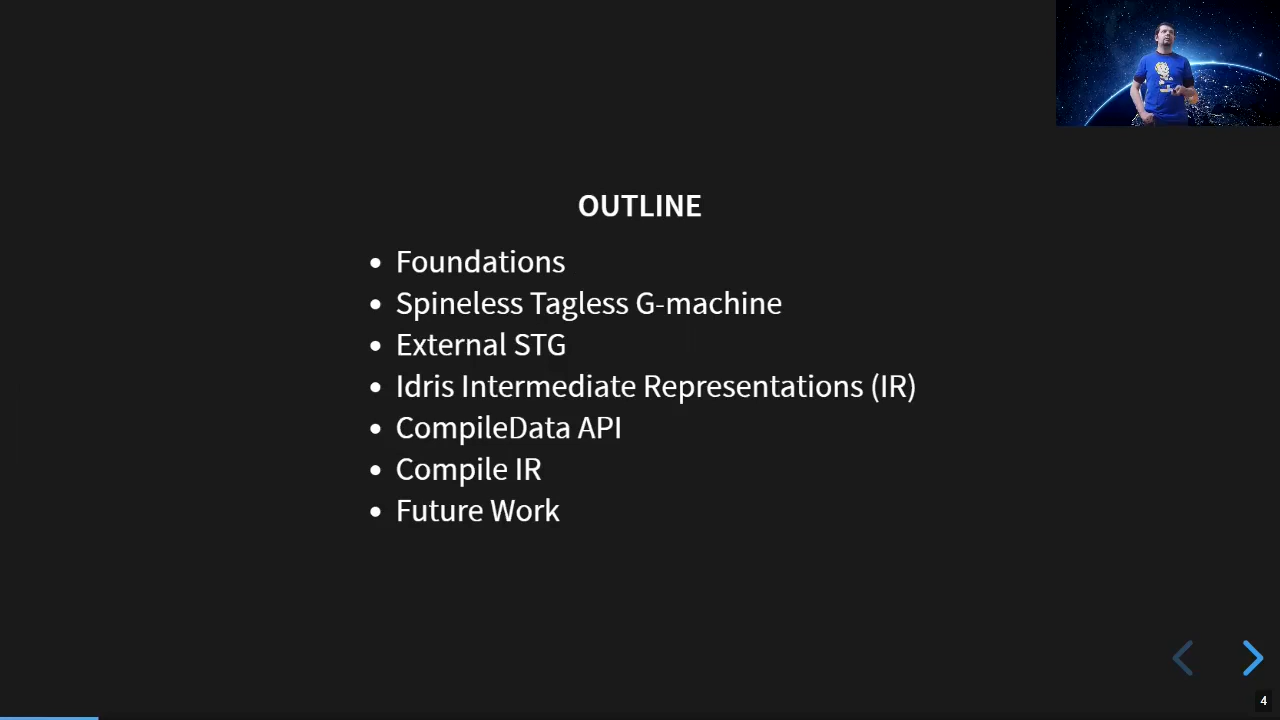 OUTLINE
Foundations
Spineless Tagless G-machine
External STG
Idris Intermediate Representations (IR)
CompileData API
Compile IR
Future Work
4